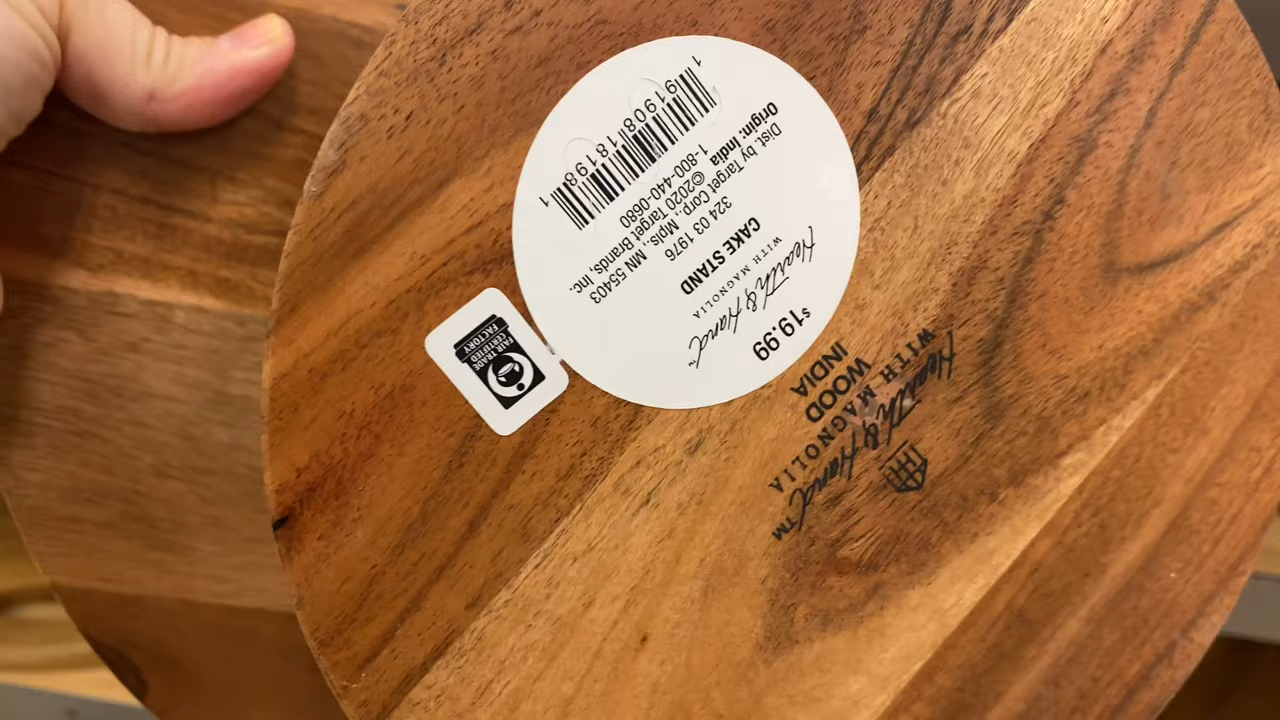 $19.99
Hearth & Hand™
WITH MAGNOLIA
CAKE STAND
324 03 1976
Dist. by Target Corp., Mpls., MN 55403
©2020 Target Brands, Inc.
1-800-440-0680
Origin: India
1 91908 18198 1
FAIR TRADE
CERTIFIED
FACTORY
Hearth & Hand™
WITH MAGNOLIA
WOOD
INDIA